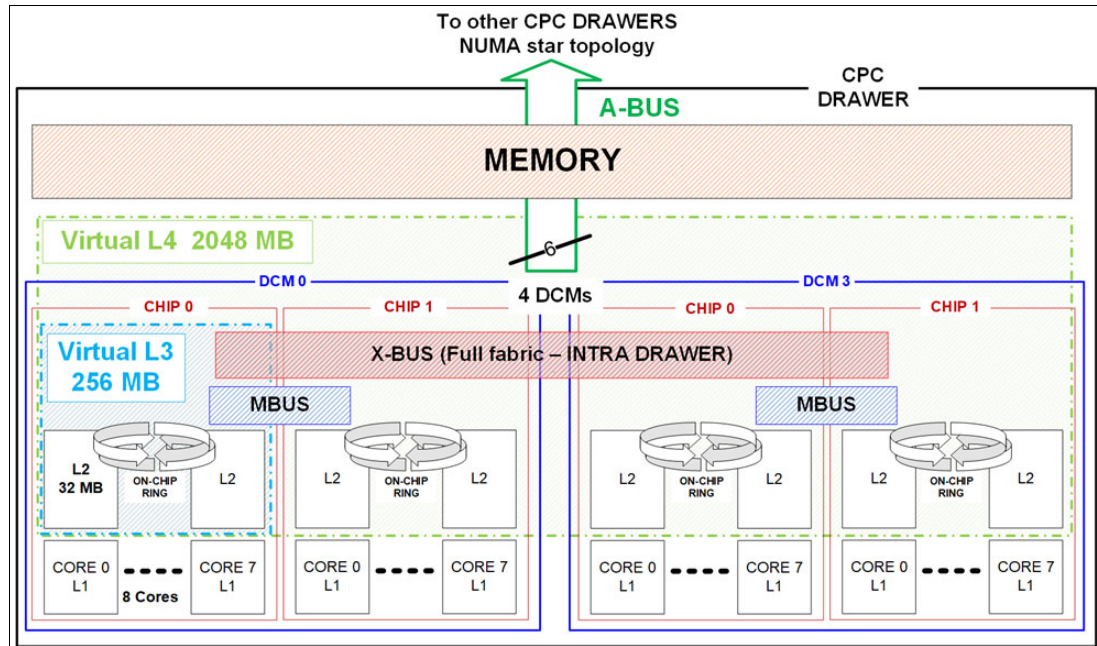 To other CPC DRAWERS
NUMA star topology
CPC
DRAWER
A-BUS
MEMORY
Virtual L4 2048 MB
6
DCM 0
4 DCMs
DCM 3
CHIP 0
CHIP 1
CHIP 0
CHIP 1
Virtual L3
256 MB
X-BUS (Full fabric – INTRA DRAWER)
MBUS
MBUS
L2
32 MB
ON-CHIP
RING
L2
L2
ON-CHIP
RING
L2
L2
ON-CHIP
RING
L2
L2
ON-CHIP
RING
L2
CORE 0
L1
8 Cores
CORE 7
L1
CORE 0
L1
CORE 7
L1
CORE 0
L1
CORE 7
L1
CORE 0
L1
CORE 7
L1